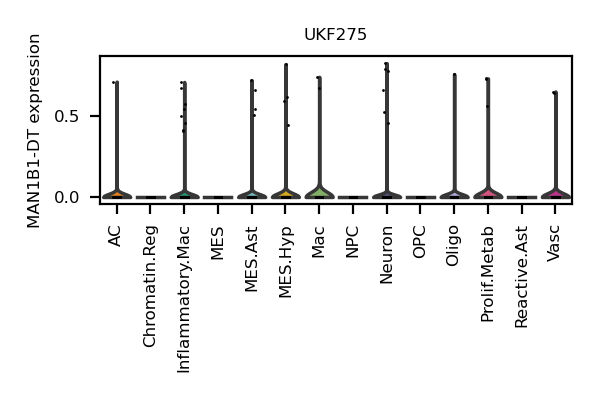 UKF275
MAN1B1-DT expression
0.5
0.0
AC
Chromatin.Reg
Inflammatory.Mac
MES
MES.Ast
MES.Hyp
Mac
NPC
Neuron
OPC
Oligo
Prolif.Metab
Reactive.Ast
Vasc